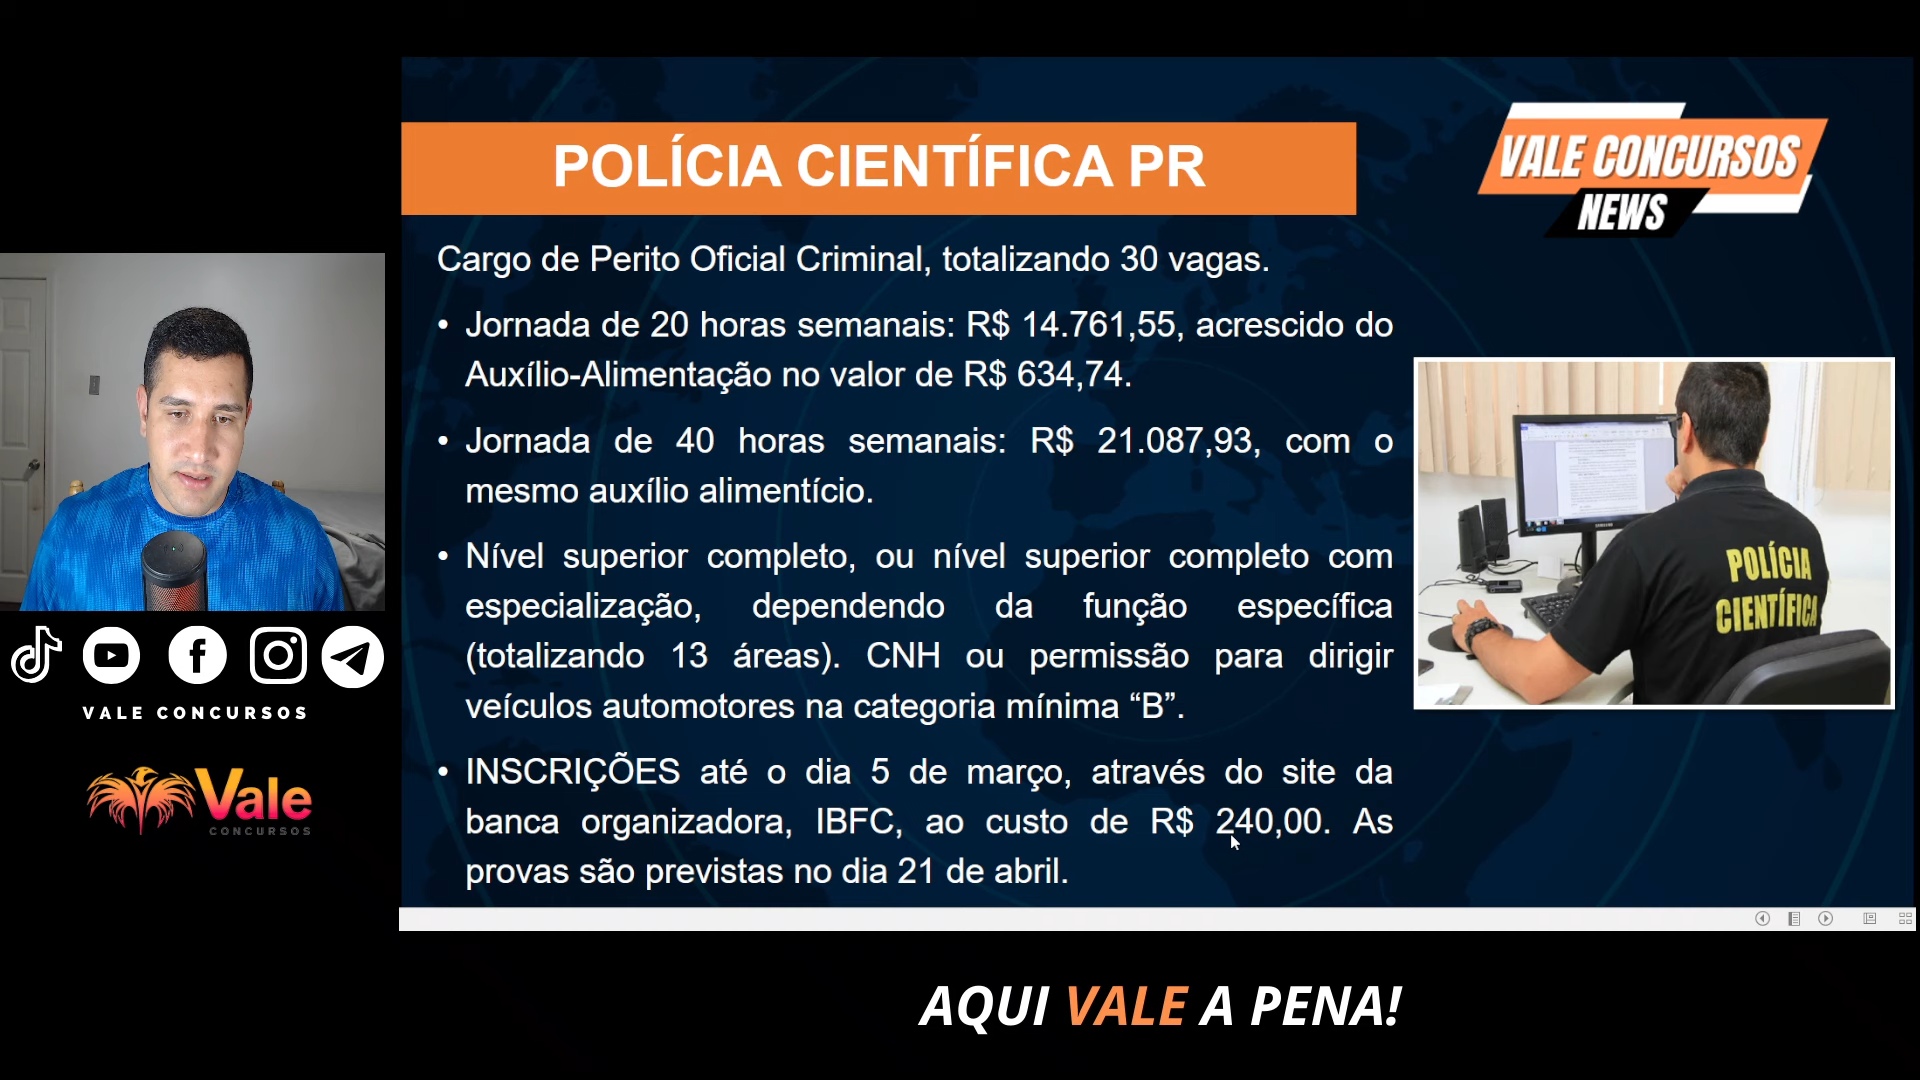 POLÍCIA CIENTÍFICA PR
VALE CONCURSOS
NEWS
Cargo de Perito Oficial Criminal, totalizando 30 vagas.
• Jornada de 20 horas semanais: R$ 14.761,55, acrescido do
Auxílio-Alimentação no valor de R$ 634,74.
• Jornada de 40 horas semanais: R$ 21.087,93, com o
mesmo auxílio alimentício.
• Nível superior completo, ou nível superior completo com
especialização, dependendo da função específica
(totalizando 13 áreas). CNH ou permissão para dirigir
veículos automotores na categoria mínima “B”.
• INSCRIÇÕES até o dia 5 de março, através do site da
banca organizadora, IBFC, ao custo de R$ 240,00. As
provas são previstas no dia 21 de abril.
POLÍCIA
CIENTÍFICA
VALE CONCURSOS
Vale
CONCURSOS
AQUI VALE A PENA!